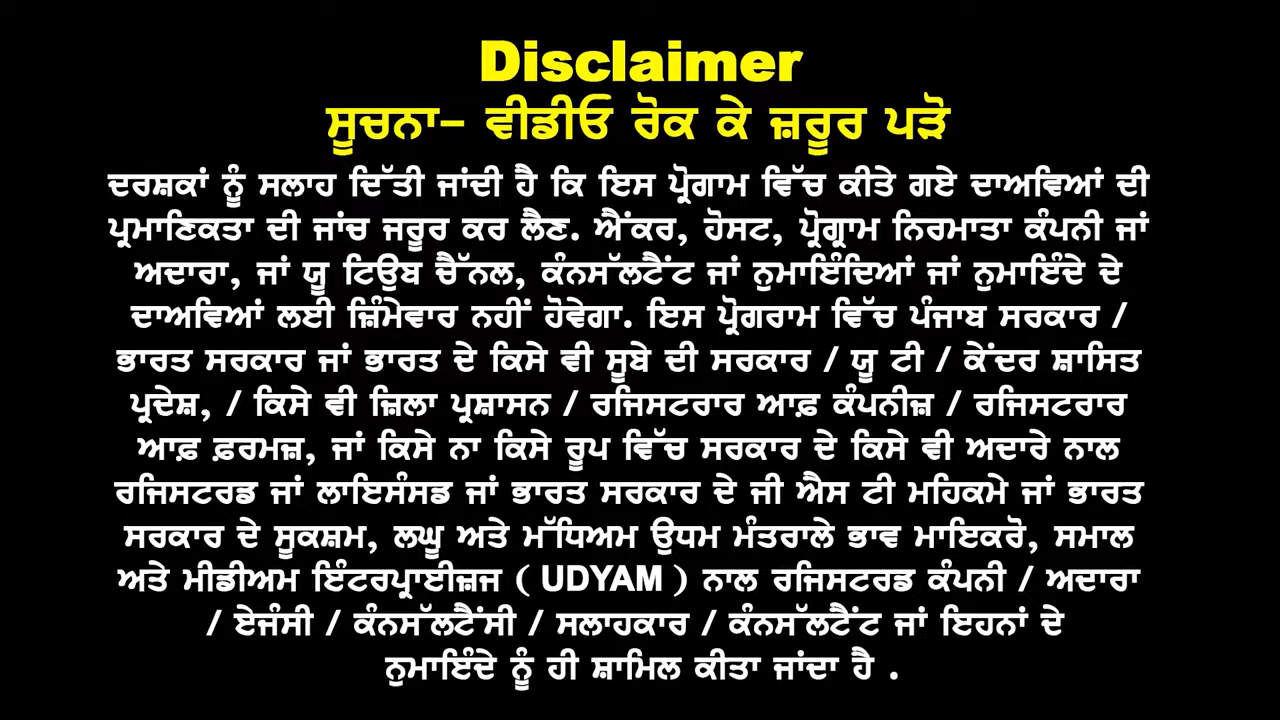 Disclaimer
ਸੂਚਨਾ- ਵੀਡੀਓ ਰੋਕ ਕੇ ਜ਼ਰੂਰ ਪੜੋ
ਦਰਸ਼ਕਾਂ ਨੂੰ ਸਲਾਹ ਦਿੱਤੀ ਜਾਂਦੀ ਹੈ ਕਿ ਇਸ ਪ੍ਰੋਗਾਮ ਵਿੱਚ ਕੀਤੇ ਗਏ ਦਾਅਵਿਆਂ ਦੀ
ਪ੍ਰਮਾਣਿਕਤਾ ਦੀ ਜਾਂਚ ਜਰੂਰ ਕਰ ਲੈਣ. ਐਂਕਰ, ਹੋਸਟ, ਪ੍ਰੋਗ੍ਰਾਮ ਨਿਰਮਾਤਾ ਕੰਪਨੀ ਜਾਂ
ਅਦਾਰਾ, ਜਾਂ ਯੂ ਟਿਊਬ ਚੈੱਨਲ, ਕੰਨਸੱਲਟੈਂਟ ਜਾਂ ਨੁਮਾਇੰਦਿਆਂ ਜਾਂ ਨੁਮਾਇੰਦੇ ਦੇ
ਦਾਅਵਿਆਂ ਲਈ ਜ਼ਿੰਮੇਵਾਰ ਨਹੀਂ ਹੋਵੇਗਾ. ਇਸ ਪ੍ਰੋਗਰਾਮ ਵਿੱਚ ਪੰਜਾਬ ਸਰਕਾਰ /
ਭਾਰਤ ਸਰਕਾਰ ਜਾਂ ਭਾਰਤ ਦੇ ਕਿਸੇ ਵੀ ਸੂਬੇ ਦੀ ਸਰਕਾਰ / ਯੂ ਟੀ / ਕੇਂਦਰ ਸ਼ਾਸਿਤ
ਪ੍ਰਦੇਸ਼, / ਕਿਸੇ ਵੀ ਜ਼ਿਲਾ ਪ੍ਰਸ਼ਾਸਨ / ਰਜਿਸਟਰਾਰ ਆਫ਼ ਕੰਪਨੀਜ਼ / ਰਜਿਸਟਰਾਰ
ਆਫ਼ ਫ਼ਰਮਜ਼, ਜਾਂ ਕਿਸੇ ਨਾ ਕਿਸੇ ਰੂਪ ਵਿੱਚ ਸਰਕਾਰ ਦੇ ਕਿਸੇ ਵੀ ਅਦਾਰੇ ਨਾਲ
ਰਜਿਸਟਰਡ ਜਾਂ ਲਾਇਸੰਸਡ ਜਾਂ ਭਾਰਤ ਸਰਕਾਰ ਦੇ ਜੀ ਐਸ ਟੀ ਮਹਿਕਮੇ ਜਾਂ ਭਾਰਤ
ਸਰਕਾਰ ਦੇ ਸੂਕਸ਼ਮ, ਲਘੂ ਅਤੇ ਮੱਧਿਅਮ ਉਧਮ ਮੰਤਰਾਲੇ ਭਾਵ ਮਾਇਕਰੋ, ਸਮਾਲ
ਅਤੇ ਮੀਡੀਅਮ ਇੰਟਰਪ੍ਰਾਈਜ਼ਜ ( UDYAM ) ਨਾਲ ਰਜਿਸਟਰਡ ਕੰਪਨੀ / ਅਦਾਰਾ
/ ਏਜੰਸੀ / ਕੰਨਸੱਲਟੈਂਸੀ / ਸਲਾਹਕਾਰ / ਕੰਨਸੱਲਟੈਂਟ ਜਾਂ ਇਹਨਾਂ ਦੇ
ਨੁਮਾਇੰਦੇ ਨੂੰ ਹੀ ਸ਼ਾਮਿਲ ਕੀਤਾ ਜਾਂਦਾ ਹੈ .